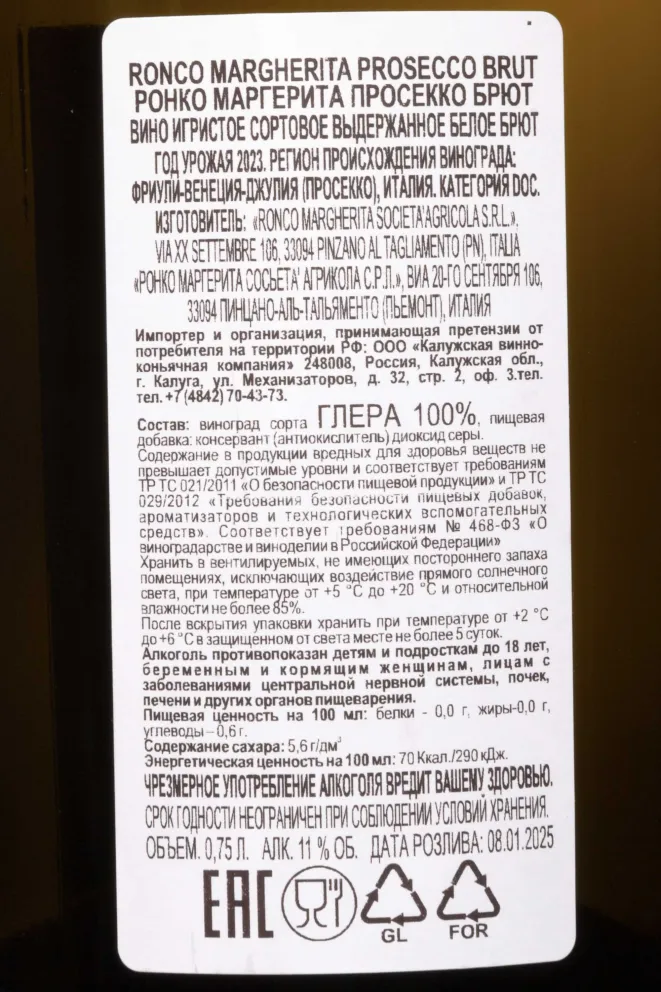 RONCO MARGHERITA PROSECCO BRUT
РОНКО МАРГЕРИТА ПРОСЕККО БРЮТ
ВИНО ИГРИСТОЕ СОРТОВОЕ ВЫДЕРЖАННОЕ БЕЛОЕ БРЮТ
ГОД УРОЖАЯ 2023. РЕГИОН ПРОИСХОЖДЕНИЯ ВИНОГРАДА:
ФРИУЛИ-ВЕНЕЦИЯ-ДЖУЛИЯ (ПРОСЕККО), ИТАЛИЯ. КАТЕГОРИЯ DOC.
ИЗГОТОВИТЕЛЬ: «RONCO MARGHERITA SOCIETA' AGRICOLA S.R.L.»,
VIA XX SETTEMBRE 106, 33094 PINZANO AL TAGLIAMENTO (PN), ITALIA
«РОНКО МАРГЕРИТА СОСЬЕТА' АГРИКОЛА С.Р.Л.», ВИА 20-ГО СЕНТЯБРЯ 106,
33094 ПИНЦАНО-АЛЬ-ТАЛЬЯМЕНТО (ПЬЕМОНТ), ИТАЛИЯ
Импортер и организация, принимающая претензии от
потребителя на территории РФ: ООО «Калужская винно-
коньячная компания» 248008, Россия, Калужская обл.,
г. Калуга, ул. Механизаторов, д. 32, стр. 2, оф. 3.тел.
тел.+7 (4842) 70-43-73.
Состав: виноград сорта ГЛЕРА 100%, пищевая
добавка: консервант (антиокислитель) диоксид серы.
Содержание в продукции вредных для здоровья веществ не
превышает допустимые уровни и соответствует требованиям
ТР ТС 021/2011 «О безопасности пищевой продукции» и ТР ТС
029/2012 «Требования безопасности пищевых добавок,
ароматизаторов и технологических вспомогательных
средств». Соответствует требованиям № 468-ФЗ «О
виноградарстве и виноделии в Российской Федерации»
Хранить в вентилируемых, не имеющих постороннего запаха
помещениях, исключающих воздействие прямого солнечного
света, при температуре от +5 °С до +20 °С и относительной
влажности не более 85%.
После вскрытия упаковки хранить при температуре от +2 °С
до +6 °С в защищенном от света месте не более 5 суток.
Алкоголь противопоказан детям и подросткам до 18 лет,
беременным и кормящим женщинам, лицам с
заболеваниями центральной нервной системы, почек,
печени и других органов пищеварения.
Пищевая ценность на 100 мл: белки - 0,0 г, жиры-0,0 г,
углеводы – 0,6 г.
Содержание сахара: 5,6 г/дм³
Энергетическая ценность на 100 мл: 70 Ккал./290 кДж.
ЧРЕЗМЕРНОЕ УПОТРЕБЛЕНИЕ АЛКОГОЛЯ ВРЕДИТ ВАШЕМУ ЗДОРОВЬЮ.
СРОК ГОДНОСТИ НЕОГРАНИЧЕН ПРИ СОБЛЮДЕНИИ УСЛОВИЙ ХРАНЕНИЯ.
ОБЪЕМ. 0,75 Л. АЛК. 11 % ОБ. ДАТА РОЗЛИВА: 08.01.2025
EAC
GL FOR